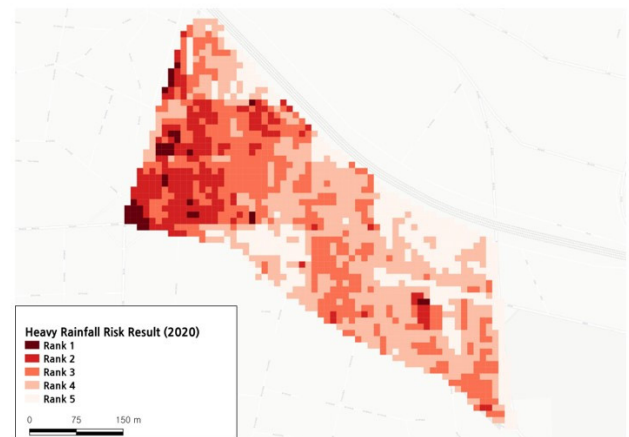 Heavy Rainfall Risk Result (2020)
Rank 1
Rank 2
Rank 3
Rank 4
Rank 5
0 75 150 m